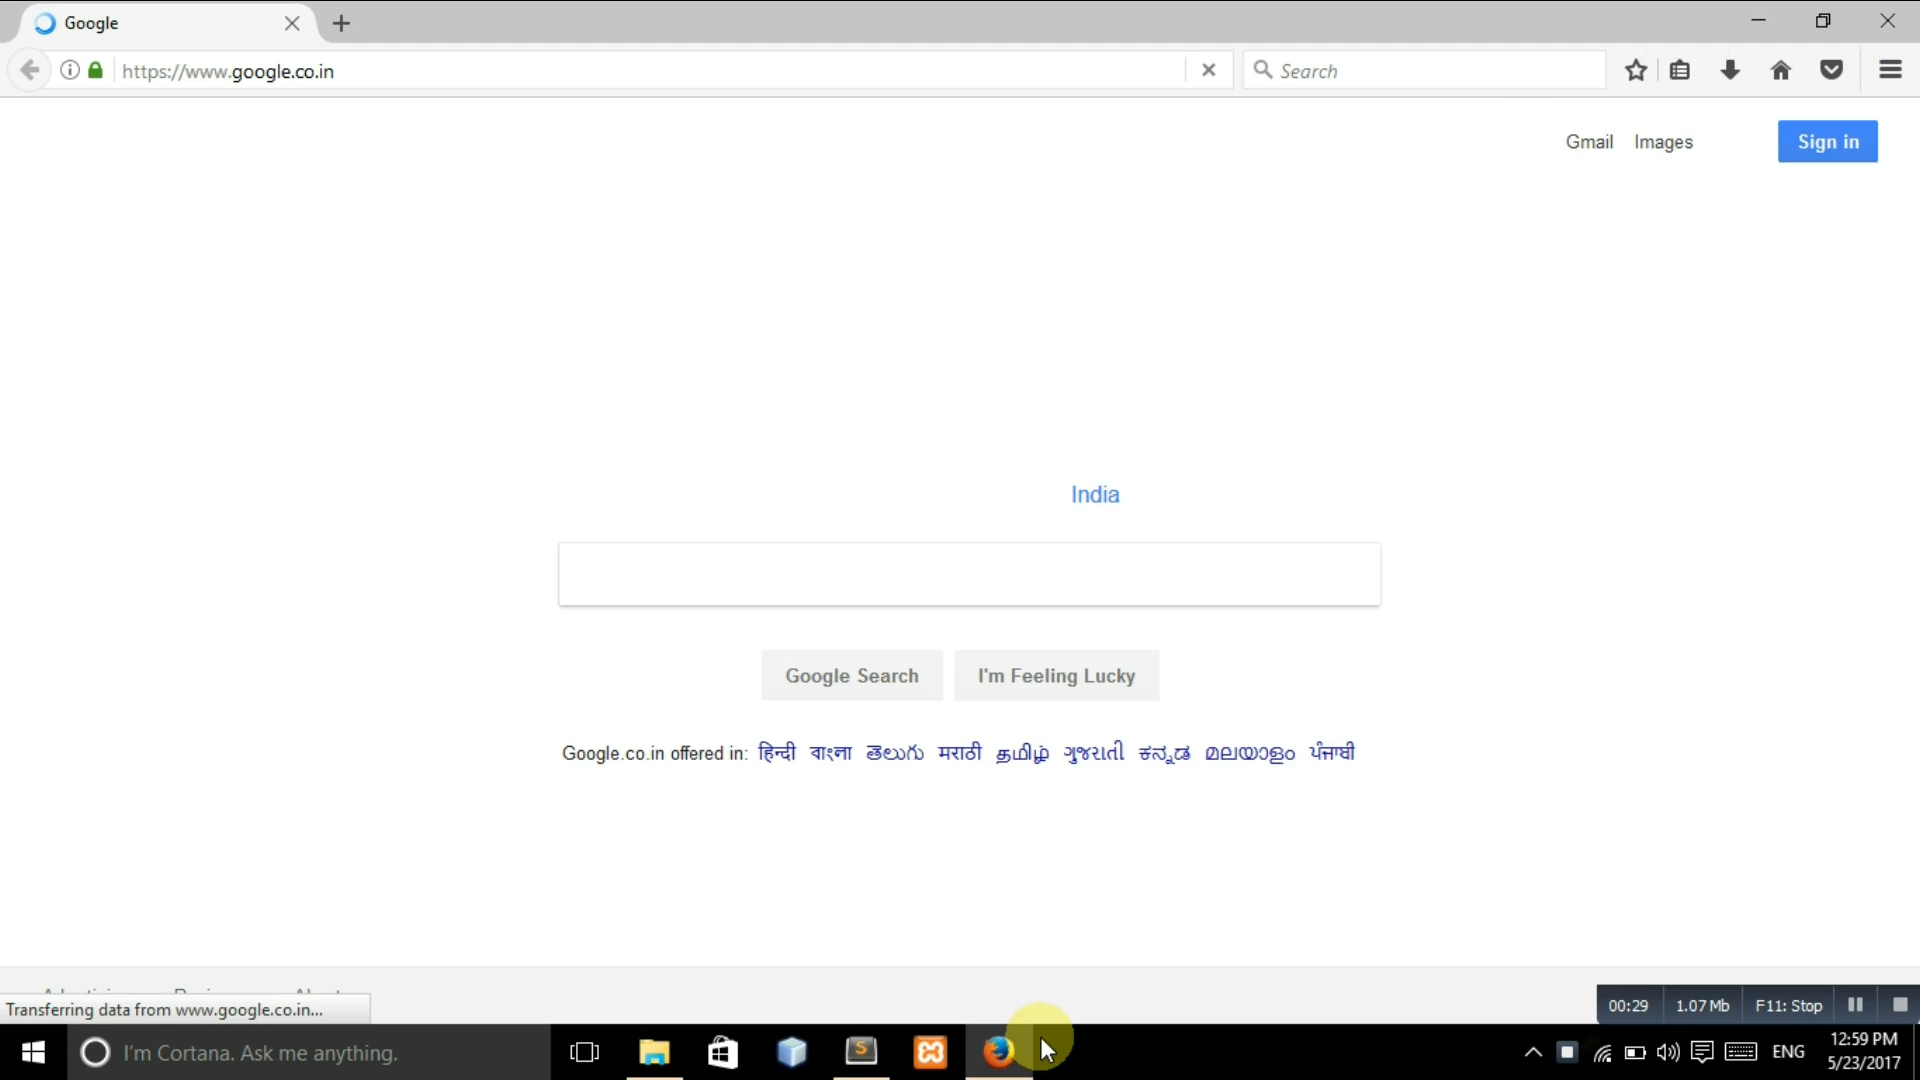 Google
https://www.google.co.in
Search
Gmail Images Sign in
India
Google Search I'm Feeling Lucky
Google.co.in offered in: हिन्दी বাংলা తెలుగు मराठी தமிழ் ગુજરાતી ಕನ್ನಡ മലയാളം ਪੰਜਾਬੀ
Transferring data from www.google.co.in...
00:29 1.07 Mb F11: Stop
I'm Cortana. Ask me anything.
ENG
12:59 PM
5/23/2017